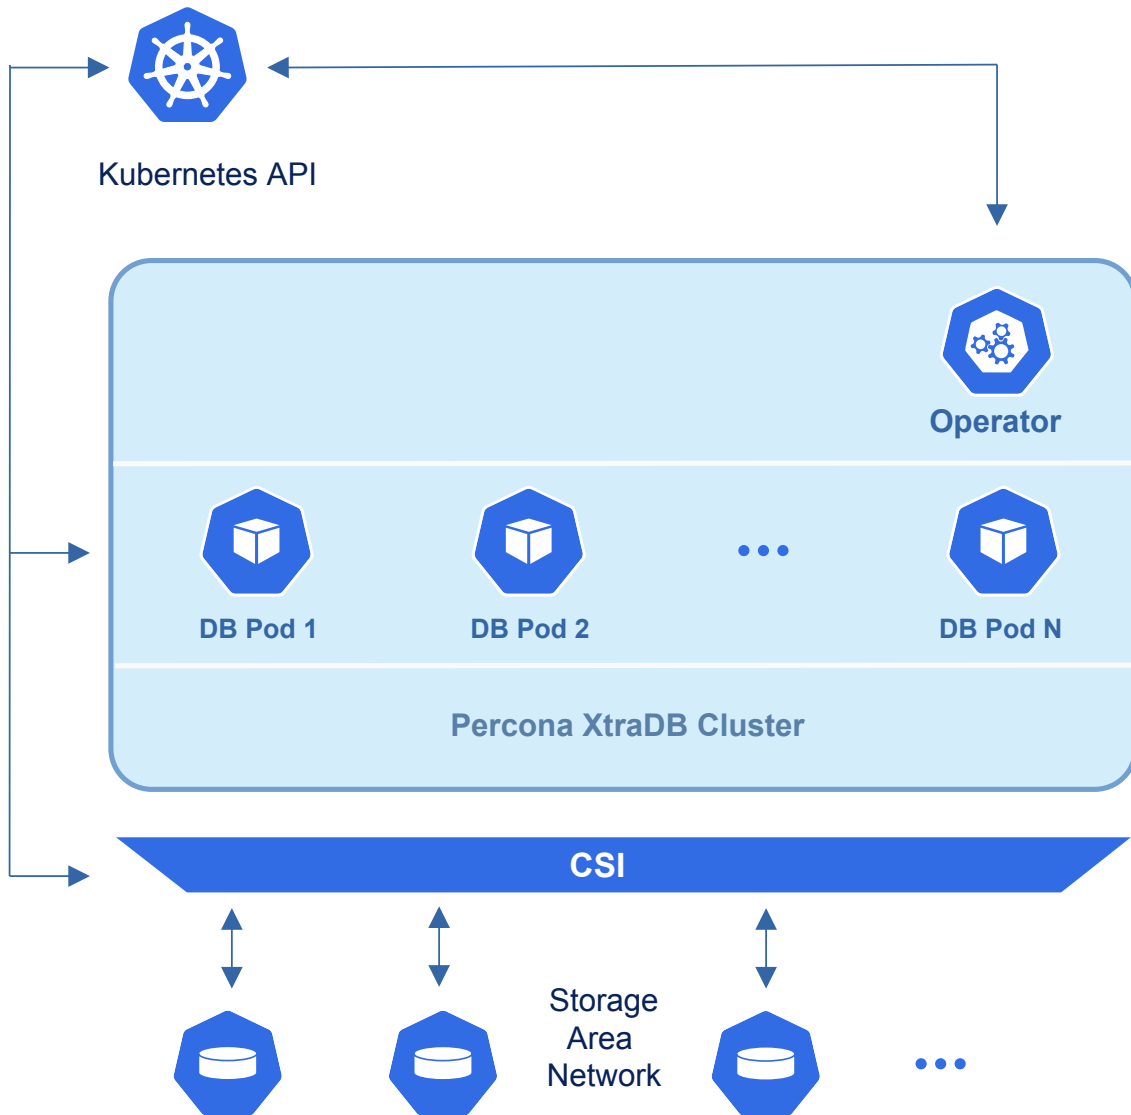 Kubernetes API
Operator
DB Pod 1
DB Pod 2
DB Pod N
Percona XtraDB Cluster
CSI
Storage
Area
Network